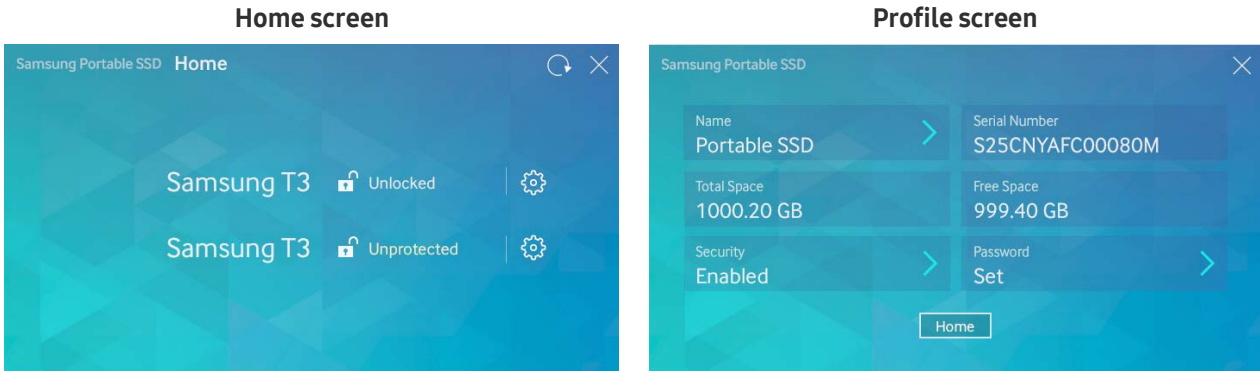 Home screen
Samsung Portable SSD Home
Samsung T3 Unlocked
Samsung T3 Unprotected
Profile screen
Samsung Portable SSD
Name
Portable SSD
Serial Number
S25CNYAFC00080M
Total Space
1000.20 GB
Free Space
999.40 GB
Security
Enabled
Password
Set
Home